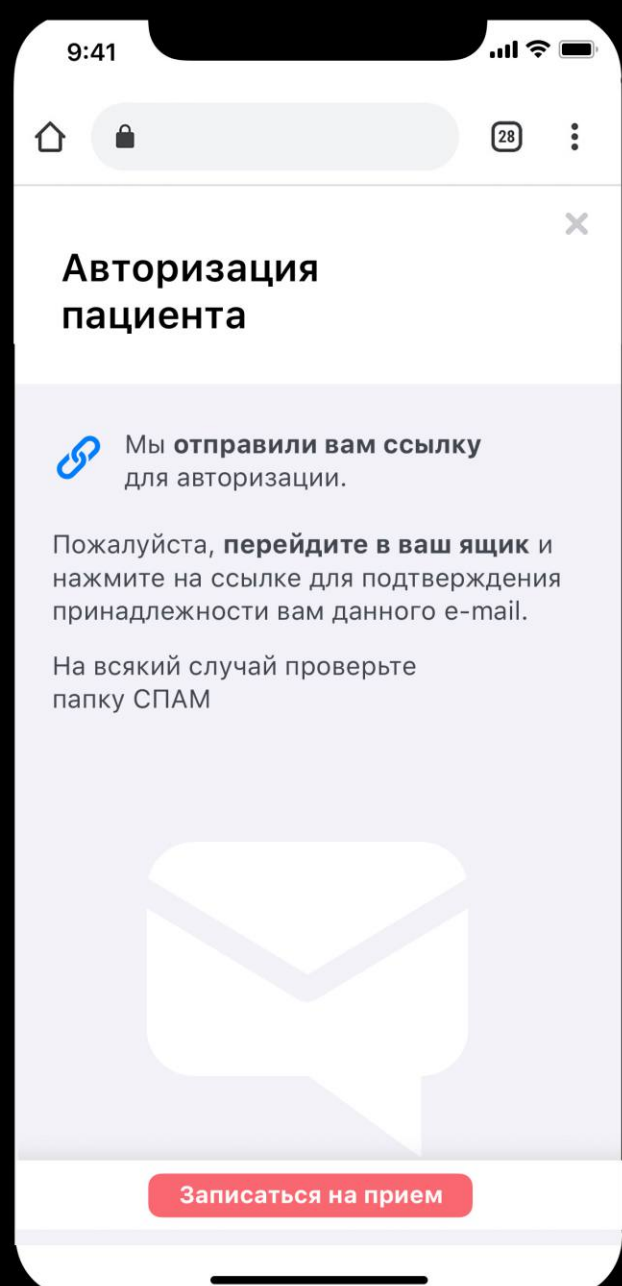 9:41
28
Авторизация
пациента
Мы отправили вам ссылку
для авторизации.
Пожалуйста, перейдите в ваш ящик и
нажмите на ссылке для подтверждения
принадлежности вам данного e-mail.
На всякий случай проверьте
папку СПАМ
Записаться на прием